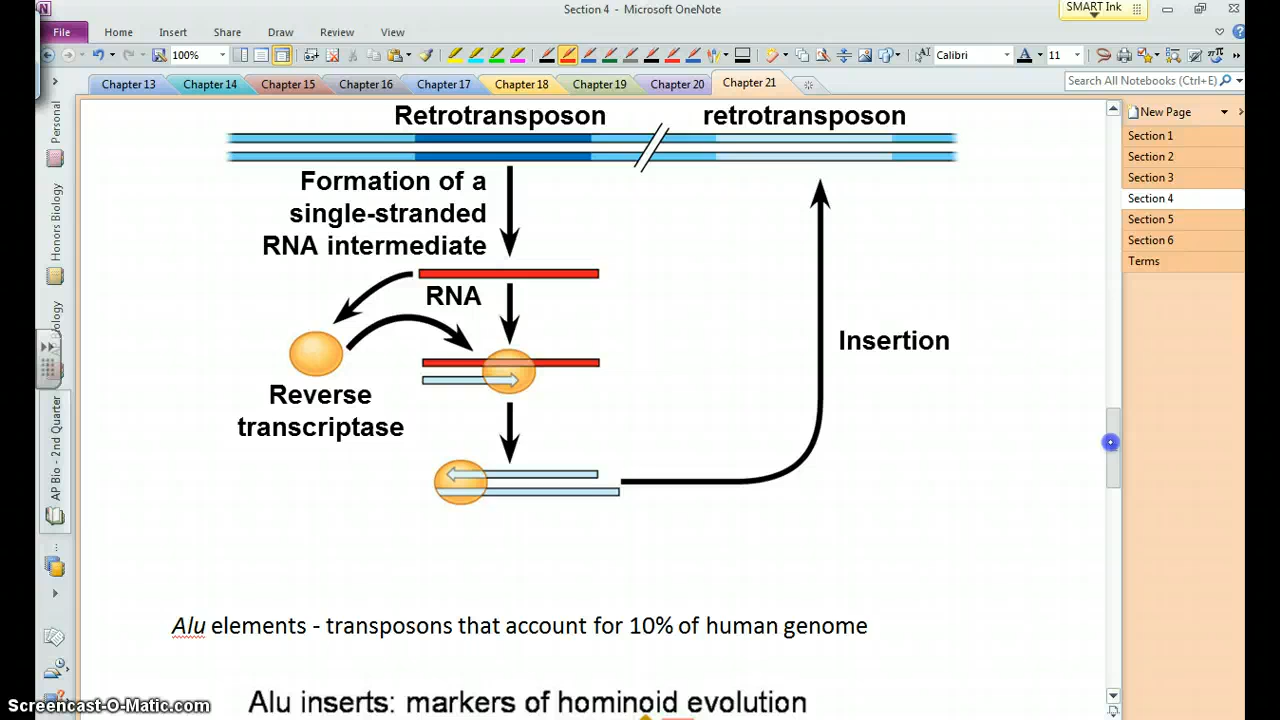 Section 4 - Microsoft OneNote
SMART Ink
File Home Insert Share Draw Review View
100%
Calibri
11
Chapter 13 Chapter 14 Chapter 15 Chapter 16 Chapter 17 Chapter 18 Chapter 19 Chapter 20 Chapter 21
Search All Notebooks (Ctrl+E)
New Page
Section 1
Section 2
Section 3
Section 4
Section 5
Section 6
Terms
Personal
Honors Biology
AP Bio - 2nd Quarter
Retrotransposon retrotransposon
Formation of a
single-stranded
RNA intermediate
RNA
Reverse
transcriptase
Insertion
Alu elements - transposons that account for 10% of human genome
Alu inserts: markers of hominoid evolution
Screencast-O-Matic.com